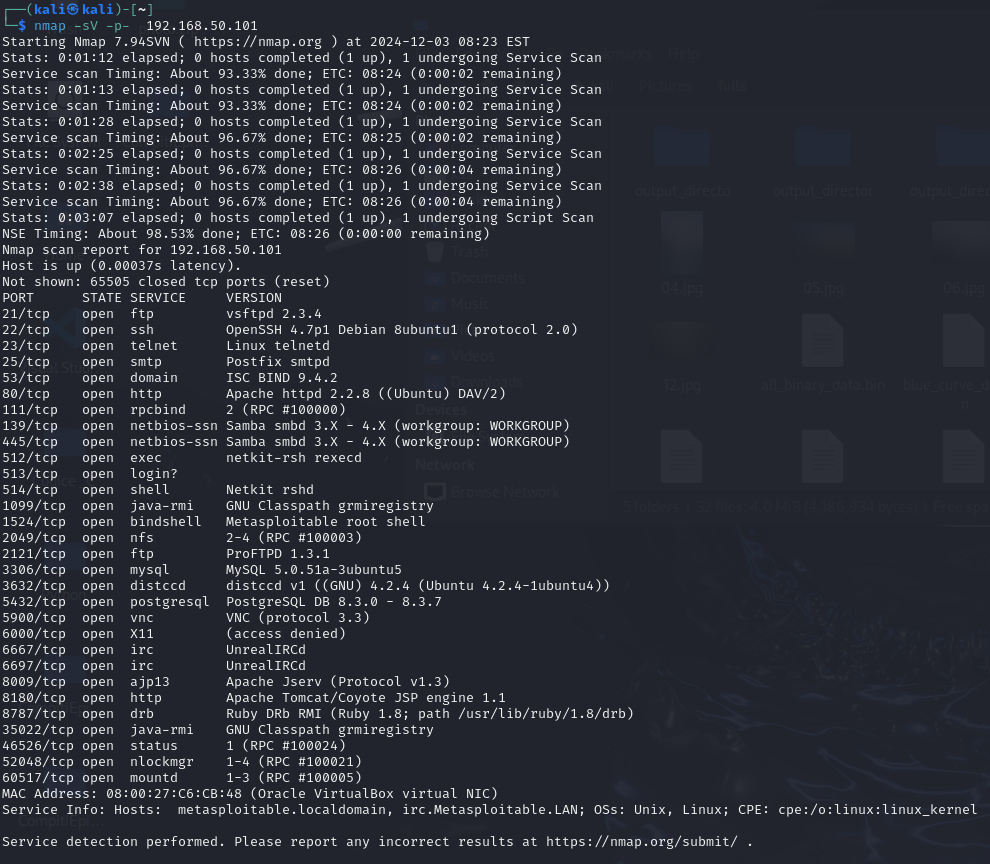 ┌──(kali㉿kali)-[~]
└─$ nmap -sV -p-  192.168.50.101
Starting Nmap 7.94SVN ( https://nmap.org ) at 2024-12-03 08:23 EST
Stats: 0:01:12 elapsed; 0 hosts completed (1 up), 1 undergoing Service Scan
Service scan Timing: About 93.33% done; ETC: 08:24 (0:00:02 remaining)
Stats: 0:01:13 elapsed; 0 hosts completed (1 up), 1 undergoing Service Scan
Service scan Timing: About 93.33% done; ETC: 08:24 (0:00:02 remaining)
Stats: 0:01:28 elapsed; 0 hosts completed (1 up), 1 undergoing Service Scan
Service scan Timing: About 96.67% done; ETC: 08:25 (0:00:02 remaining)
Stats: 0:02:25 elapsed; 0 hosts completed (1 up), 1 undergoing Service Scan
Service scan Timing: About 96.67% done; ETC: 08:26 (0:00:04 remaining)
Stats: 0:02:38 elapsed; 0 hosts completed (1 up), 1 undergoing Service Scan
Service scan Timing: About 96.67% done; ETC: 08:26 (0:00:04 remaining)
Stats: 0:03:07 elapsed; 0 hosts completed (1 up), 1 undergoing Script Scan
NSE Timing: About 98.53% done; ETC: 08:26 (0:00:00 remaining)
Nmap scan report for 192.168.50.101
Host is up (0.00037s latency).
Not shown: 65505 closed tcp ports (reset)
PORT      STATE SERVICE     VERSION
21/tcp    open  ftp         vsftpd 2.3.4
22/tcp    open  ssh         OpenSSH 4.7p1 Debian 8ubuntu1 (protocol 2.0)
23/tcp    open  telnet      Linux telnetd
25/tcp    open  smtp        Postfix smtpd
53/tcp    open  domain      ISC BIND 9.4.2
80/tcp    open  http        Apache httpd 2.2.8 ((Ubuntu) DAV/2)
111/tcp   open  rpcbind     2 (RPC #100000)
139/tcp   open  netbios-ssn Samba smbd 3.X - 4.X (workgroup: WORKGROUP)
445/tcp   open  netbios-ssn Samba smbd 3.X - 4.X (workgroup: WORKGROUP)
512/tcp   open  exec        netkit-rsh rexecd
513/tcp   open  login?
514/tcp   open  shell       Netkit rshd
1099/tcp  open  java-rmi    GNU Classpath grmiregistry
1524/tcp  open  bindshell   Metasploitable root shell
2049/tcp  open  nfs         2-4 (RPC #100003)
2121/tcp  open  ftp         ProFTPD 1.3.1
3306/tcp  open  mysql       MySQL 5.0.51a-3ubuntu5
3632/tcp  open  distccd     distccd v1 ((GNU) 4.2.4 (Ubuntu 4.2.4-1ubuntu4))
5432/tcp  open  postgresql  PostgreSQL DB 8.3.0 - 8.3.7
5900/tcp  open  vnc         VNC (protocol 3.3)
6000/tcp  open  X11         (access denied)
6667/tcp  open  irc         UnrealIRCd
6697/tcp  open  irc         UnrealIRCd
8009/tcp  open  ajp13       Apache Jserv (Protocol v1.3)
8180/tcp  open  http        Apache Tomcat/Coyote JSP engine 1.1
8787/tcp  open  drb         Ruby DRb RMI (Ruby 1.8; path /usr/lib/ruby/1.8/drb)
35022/tcp open  java-rmi    GNU Classpath grmiregistry
46526/tcp open  status      1 (RPC #100024)
52048/tcp open  nlockmgr    1-4 (RPC #100021)
60517/tcp open  mountd      1-3 (RPC #100005)
MAC Address: 08:00:27:C6:CB:48 (Oracle VirtualBox virtual NIC)
Service Info: Hosts:  metasploitable.localdomain, irc.Metasploitable.LAN; OSs: Unix, Linux; CPE: cpe:/o:linux:linux_kernel
Service detection performed. Please report any incorrect results at https://nmap.org/submit/ .
Help
Pictures
Trash
Documents
Music
Videos
Devices
Network
Browse Network
04.jpg
05.jpg
12.jpg
all_binary_data.bin